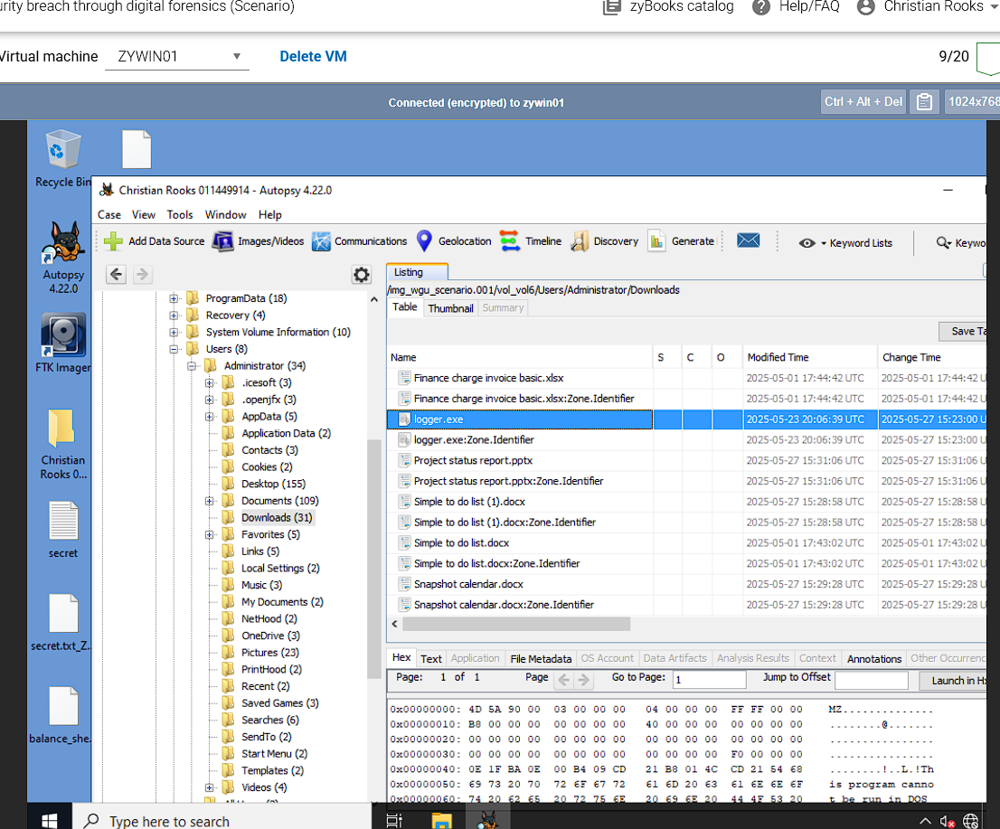 urity breach through digital forensics (Scenario)
zyBooks catalog
Help/FAQ
Christian Rooks
Virtual machine
ZYWIN01
Delete VM
9/20
Connected (encrypted) to zywin01
Ctrl + Alt + Del
1024x768
Recycle Bin
Autopsy
4.22.0
FTK Imager
Christian
Rooks 0...
secret
secret.txt_Z...
balance_she...
Christian Rooks 011449914 - Autopsy 4.22.0
Case View Tools Window Help
Add Data Source Images/Videos Communications Geolocation Timeline Discovery Generate Keyword Lists Keywo
ProgramData (18)
Recovery (4)
System Volume Information (10)
Users (8)
Administrator (34)
.icesoft (3)
.openjfx (3)
AppData (5)
Application Data (2)
Contacts (3)
Cookies (2)
Desktop (155)
Documents (109)
Downloads (31)
Favorites (5)
Links (5)
Local Settings (2)
Music (3)
My Documents (2)
NetHood (2)
OneDrive (3)
Pictures (23)
PrintHood (2)
Recent (2)
Saved Games (3)
Searches (6)
SendTo (2)
Start Menu (2)
Templates (2)
Videos (4)
Listing
/img_wgu_scenario.001/vol_vol6/Users/Administrator/Downloads
Table Thumbnail Summary
Save Ta
Name S C O Modified Time Change Time
Finance charge invoice basic.xlsx 2025-05-01 17:44:42 UTC 2025-05-01 17:44:42 U
Finance charge invoice basic.xlsx:Zone.Identifier 2025-05-01 17:44:42 UTC 2025-05-01 17:44:42 U
logger.exe 2025-05-23 20:06:39 UTC 2025-05-27 15:23:00 U
logger.exe:Zone.Identifier 2025-05-23 20:06:39 UTC 2025-05-27 15:23:00 U
Project status report.pptx 2025-05-27 15:31:06 UTC 2025-05-27 15:31:06 U
Project status report.pptx:Zone.Identifier 2025-05-27 15:31:06 UTC 2025-05-27 15:31:06 U
Simple to do list (1).docx 2025-05-27 15:28:58 UTC 2025-05-27 15:28:58 U
Simple to do list (1).docx:Zone.Identifier 2025-05-27 15:28:58 UTC 2025-05-27 15:28:58 U
Simple to do list.docx 2025-05-01 17:43:02 UTC 2025-05-01 17:43:02 U
Simple to do list.docx:Zone.Identifier 2025-05-01 17:43:02 UTC 2025-05-01 17:43:02 U
Snapshot calendar.docx 2025-05-27 15:29:28 UTC 2025-05-27 15:29:28 U
Snapshot calendar.docx:Zone.Identifier 2025-05-27 15:29:28 UTC 2025-05-27 15:29:28 U
Hex Text Application File Metadata OS Account Data Artifacts Analysis Results Context Annotations Other Occurrenc
Page: 1 of 1 Page Go to Page: 1 Jump to Offset Launch in Hx
0x00000000: 4D 5A 90 00 03 00 00 00 04 00 00 00 FF FF 00 00 MZ..............
0x00000010: B8 00 00 00 00 00 00 00 40 00 00 00 00 00 00 00 ........@.......
0x00000020: 00 00 00 00 00 00 00 00 00 00 00 00 00 00 00 00 ................
0x00000030: 00 00 00 00 00 00 00 00 00 00 00 00 F0 00 00 00 ................
0x00000040: 0E 1F BA 0E 00 B4 09 CD 21 B8 01 4C CD 21 54 68 ........!..L.!Th
0x00000050: 69 73 20 70 72 6F 67 72 61 6D 20 63 61 6E 6E 6F is program canno
0x00000060: 74 20 62 65 20 72 75 6E 20 69 6E 20 44 4F 53 20 t be run in DOS
Type here to search